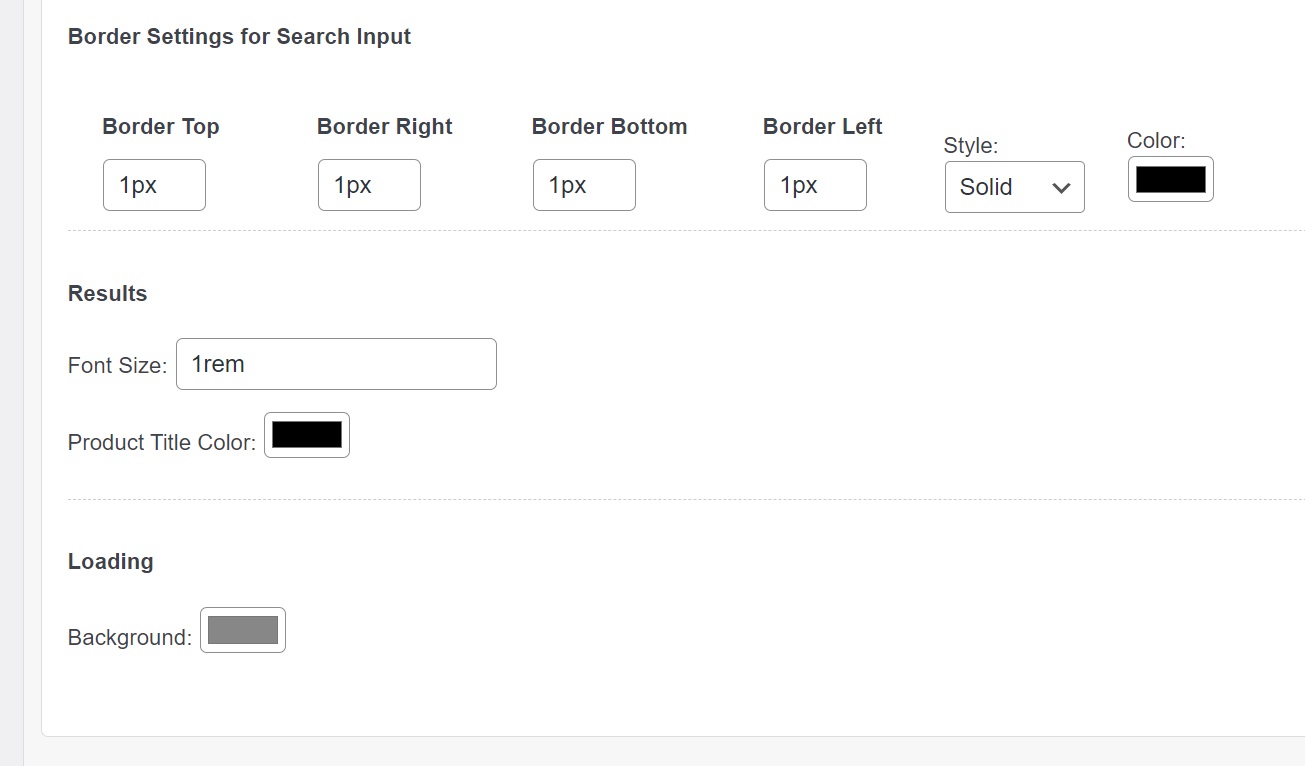 Border Settings for Search Input
Border Top Border Right Border Bottom Border Left Style: Color:
1px 1px 1px 1px Solid
Results
Font Size: 1rem
Product Title Color:
Loading
Background: